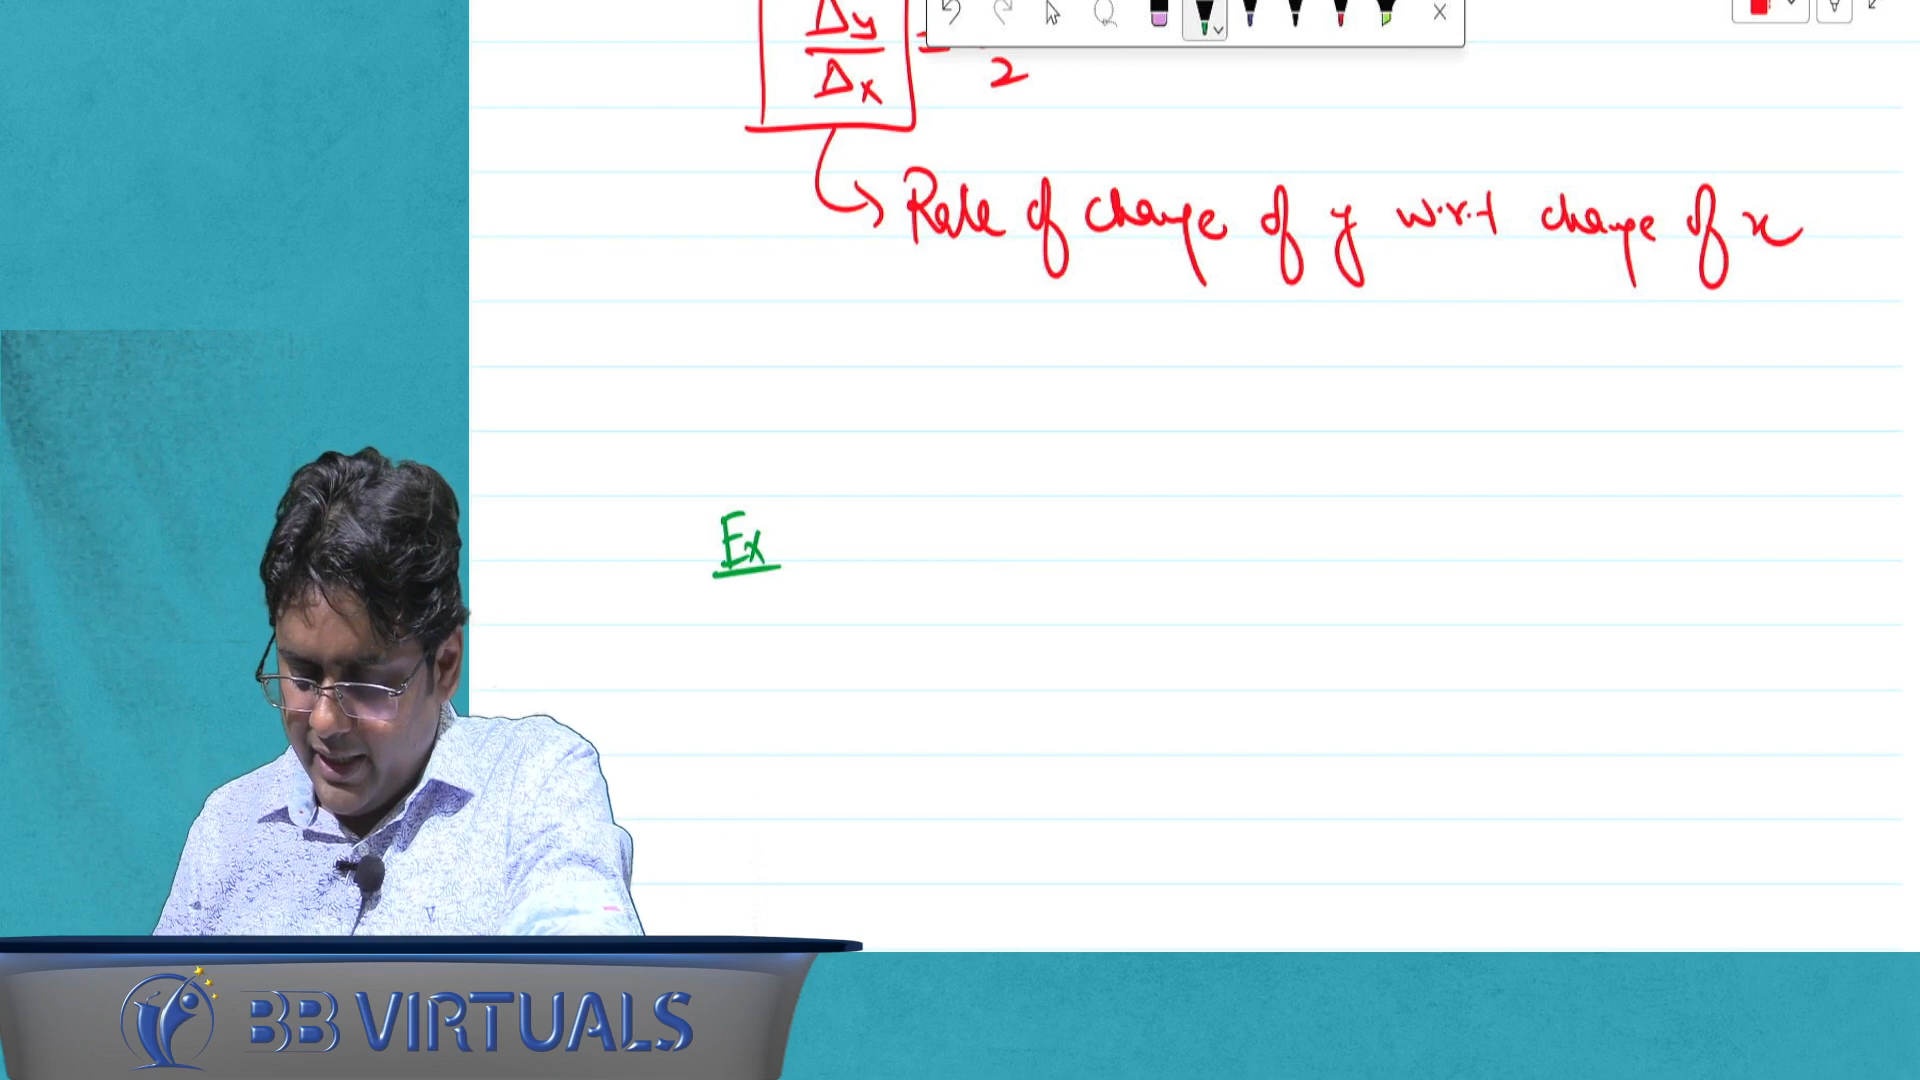 Δy
Δx
=
2
Rate of change of y w.r.t change of x
Ex
BB VIRTUALS